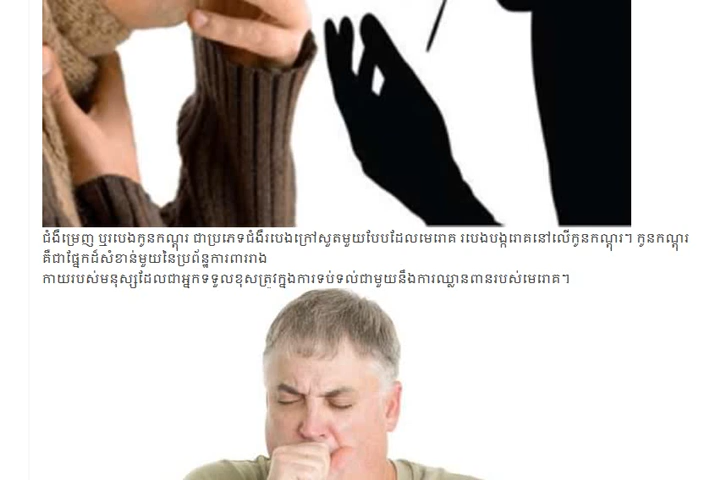 ជំងឺម្រេញ ឬរបេងកូនកណ្តុរ ជាប្រភេទជំងឺរបេងក្រៅសួតមួយបែបដែលមេរោគ របេងបង្ករោគនៅលើកូនកណ្តុរ។ កូនកណ្តុរ
គឺជាផ្នែកដ៏សំខាន់មួយនៃប្រព័ន្ឋការពាររាង
កាយរបស់មនុស្សដែលជាអ្នកទទួលខុសត្រូវក្នុងការទប់ទល់ជាមួយនឹងការឈ្លានពានរបស់មេរោគ។